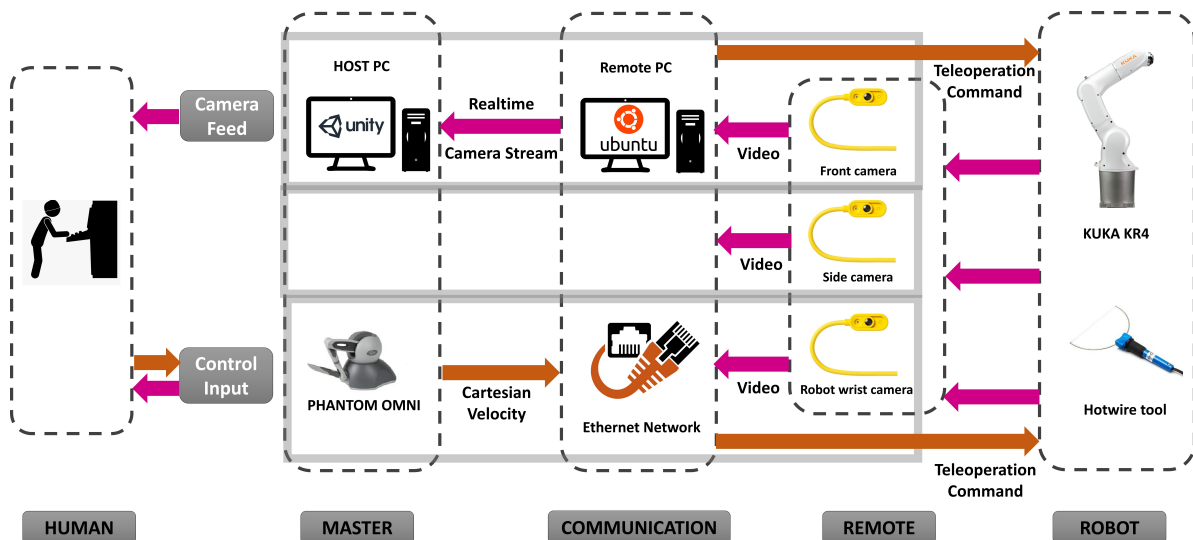 HOST PC
Remote PC
Teleoperation
Command
KUKA
Camera
Feed
Realtime
Camera Stream
unity
ubuntu
Video
Front camera
KUKA KR4
Video
Side camera
Control
Input
PHANTOM OMNI
Cartesian
Velocity
Ethernet Network
Video
Robot wrist camera
Hotwire tool
Teleoperation
Command
HUMAN
MASTER
COMMUNICATION
REMOTE
ROBOT